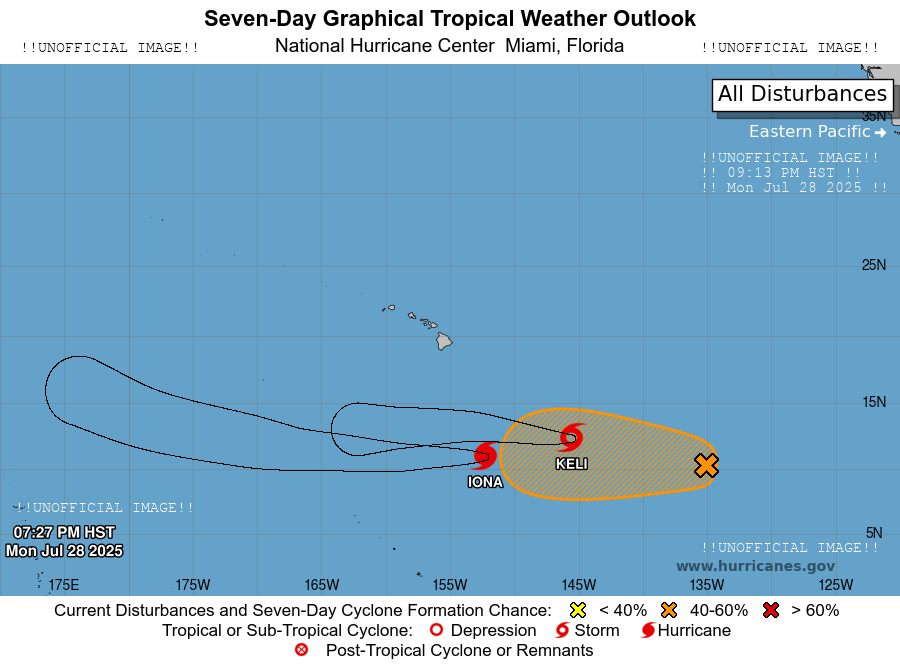 Seven-Day Graphical Tropical Weather Outlook
!!UNOFFICIAL IMAGE!! National Hurricane Center Miami, Florida !!UNOFFICIAL IMAGE!!
All Disturbances
35N
Eastern Pacific
!!UNOFFICIAL IMAGE!!
!! 09:13 PM HST !!
!! Mon Jul 28 2025 !!
25N
15N
KELI
IONA
!!UNOFFICIAL IMAGE!!
07:27 PM HST
5N
Mon Jul 28 2025
!!UNOFFICIAL IMAGE!!
www.hurricanes.gov
175E 175W 165W 155W 145W 135W 125W
Current Disturbances and Seven-Day Cyclone Formation Chance: < 40% 40-60% > 60%
Tropical or Sub-Tropical Cyclone: Depression Storm Hurricane
Post-Tropical Cyclone or Remnants